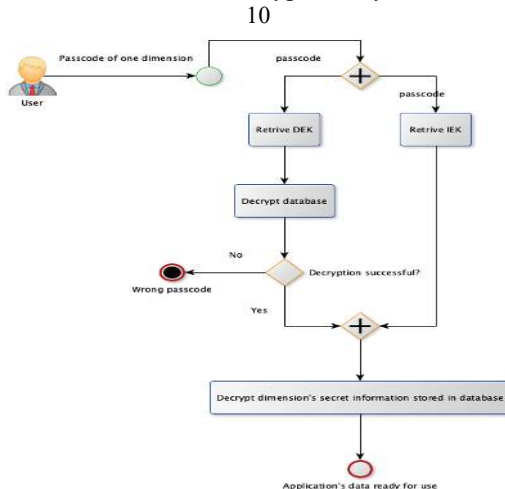 10
Passcode of one dimension
passcode
User
passcode
Retrive DEK
Retrive IEK
Decrypt database
No
Decryption successful?
Wrong passcode
Yes
Decrypt dimension's secret information stored in database
Application's data ready for use